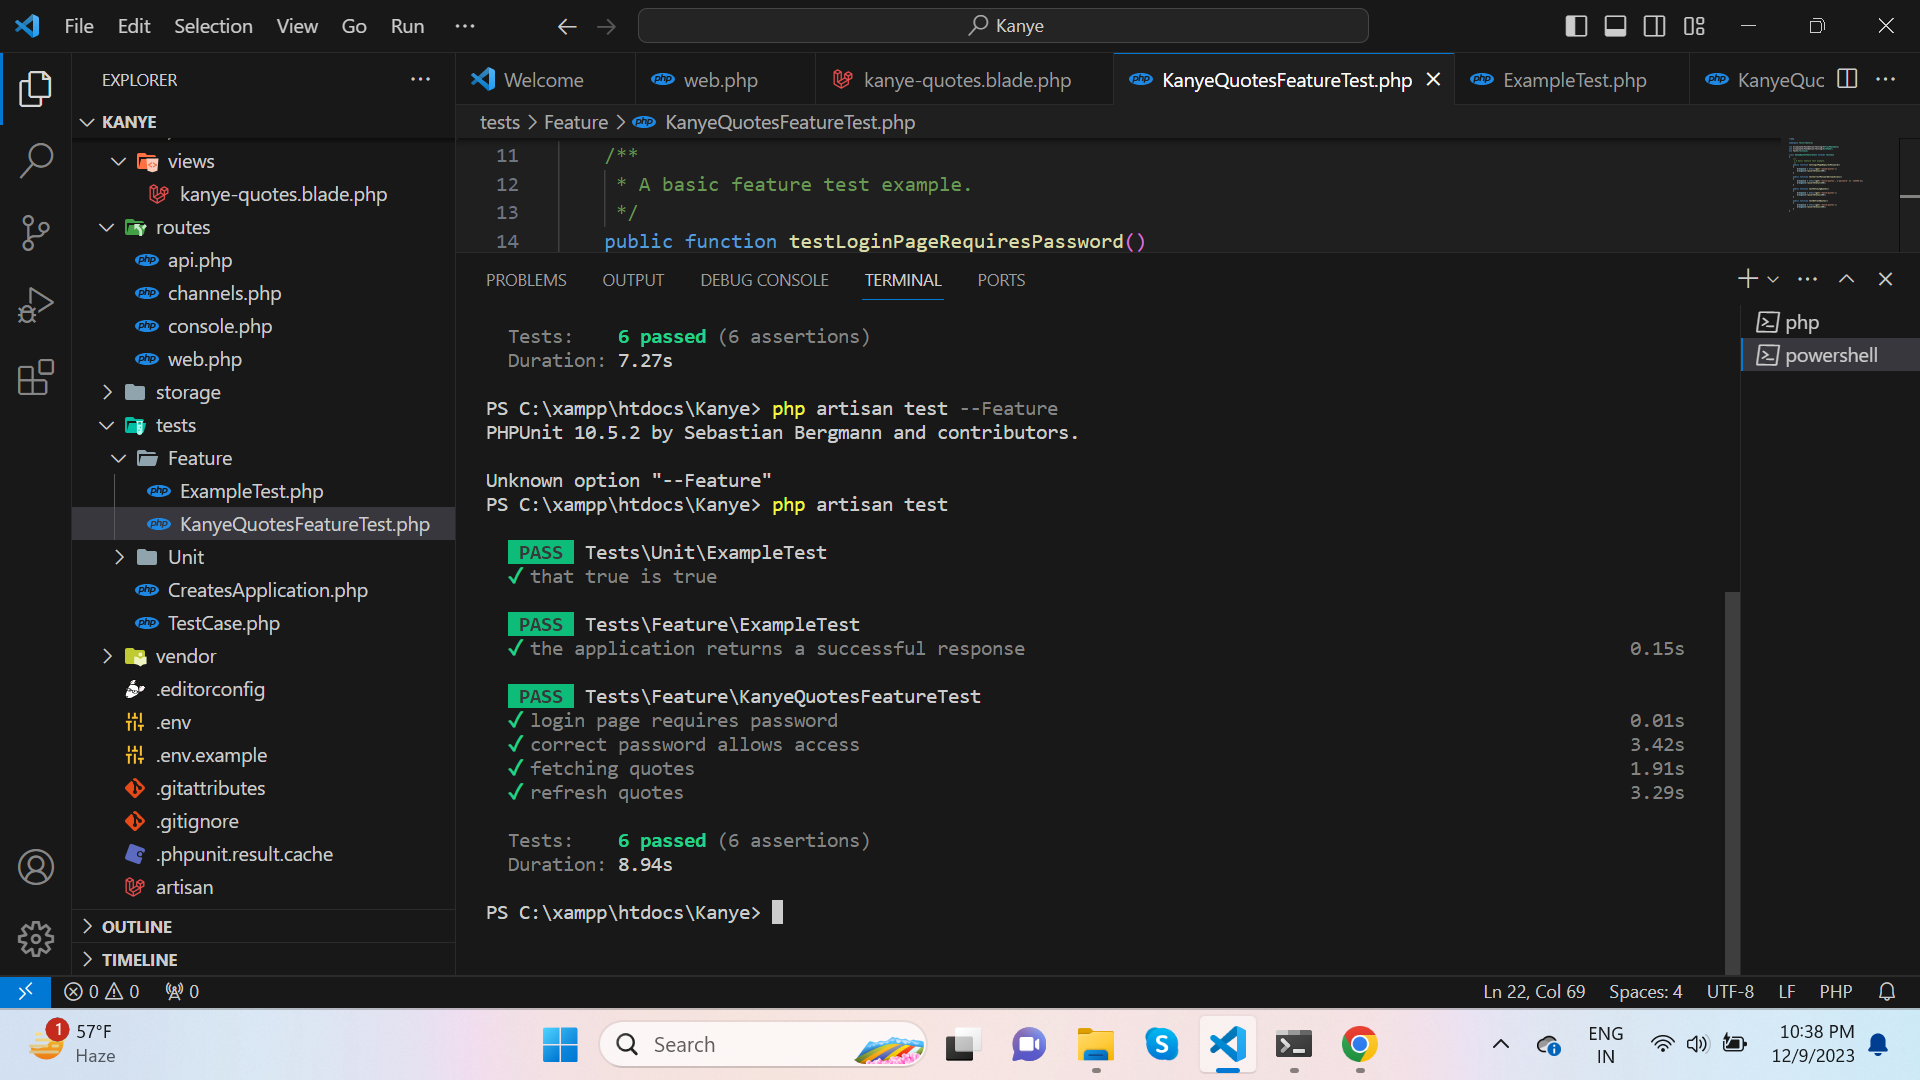 File Edit Selection View Go Run ···
Kanye
EXPLORER
KANYE
views
kanye-quotes.blade.php
routes
api.php
channels.php
console.php
web.php
storage
tests
Feature
ExampleTest.php
KanyeQuotesFeatureTest.php
Unit
CreatesApplication.php
TestCase.php
vendor
.editorconfig
.env
.env.example
.gitattributes
.gitignore
.phpunit.result.cache
artisan
OUTLINE
TIMELINE
Welcome web.php kanye-quotes.blade.php KanyeQuotesFeatureTest.php ExampleTest.php KanyeQuc
tests > Feature > KanyeQuotesFeatureTest.php
11 /**
12 * A basic feature test example.
13 */
14 public function testLoginPageRequiresPassword()
PROBLEMS OUTPUT DEBUG CONSOLE TERMINAL PORTS
php
powershell
Tests: 6 passed (6 assertions)
Duration: 7.27s
PS C:\xampp\htdocs\Kanye> php artisan test --Feature
PHPUnit 10.5.2 by Sebastian Bergmann and contributors.
Unknown option "--Feature"
PS C:\xampp\htdocs\Kanye> php artisan test
PASS Tests\Unit\ExampleTest
✓ that true is true
PASS Tests\Feature\ExampleTest
✓ the application returns a successful response 0.15s
PASS Tests\Feature\KanyeQuotesFeatureTest
✓ login page requires password 0.01s
✓ correct password allows access 3.42s
✓ fetching quotes 1.91s
✓ refresh quotes 3.29s
Tests: 6 passed (6 assertions)
Duration: 8.94s
PS C:\xampp\htdocs\Kanye>
0 0 0 Ln 22, Col 69 Spaces: 4 UTF-8 LF PHP
1
57°F
Haze
Search
ENG
IN
10:38 PM
12/9/2023